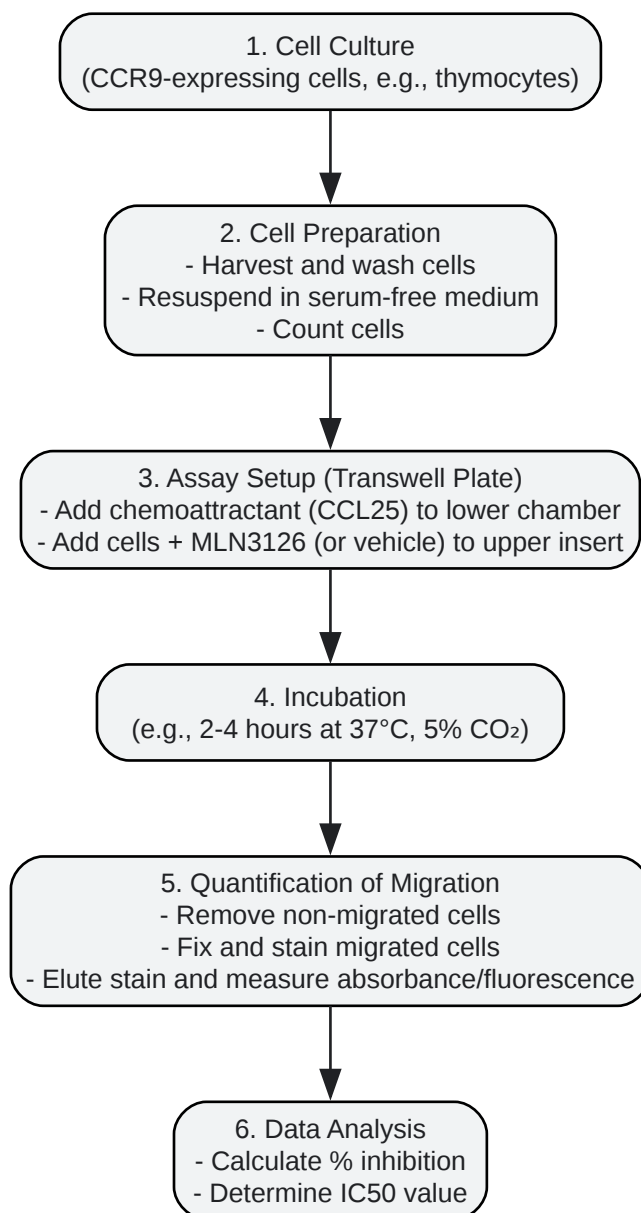 1. Cell Culture
(CCR9-expressing cells, e.g., thymocytes)
2. Cell Preparation
- Harvest and wash cells
- Resuspend in serum-free medium
- Count cells
3. Assay Setup (Transwell Plate)
- Add chemoattractant (CCL25) to lower chamber
- Add cells + MLN3126 (or vehicle) to upper insert
4. Incubation
(e.g., 2-4 hours at 37°C, 5% CO₂)
5. Quantification of Migration
- Remove non-migrated cells
- Fix and stain migrated cells
- Elute stain and measure absorbance/fluorescence
6. Data Analysis
- Calculate % inhibition
- Determine IC50 value